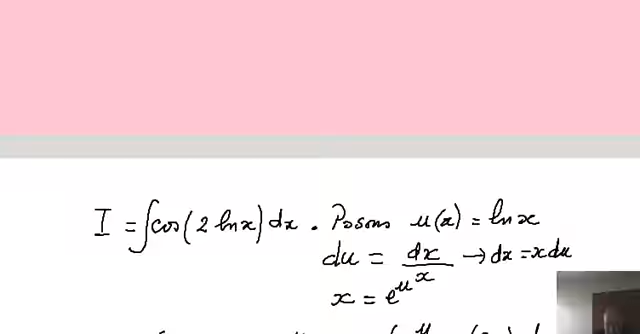 I = ∫cos(2 ln x) dx . Posons u(x) = ln x
du = dx/x → dx = x du
x = e^u